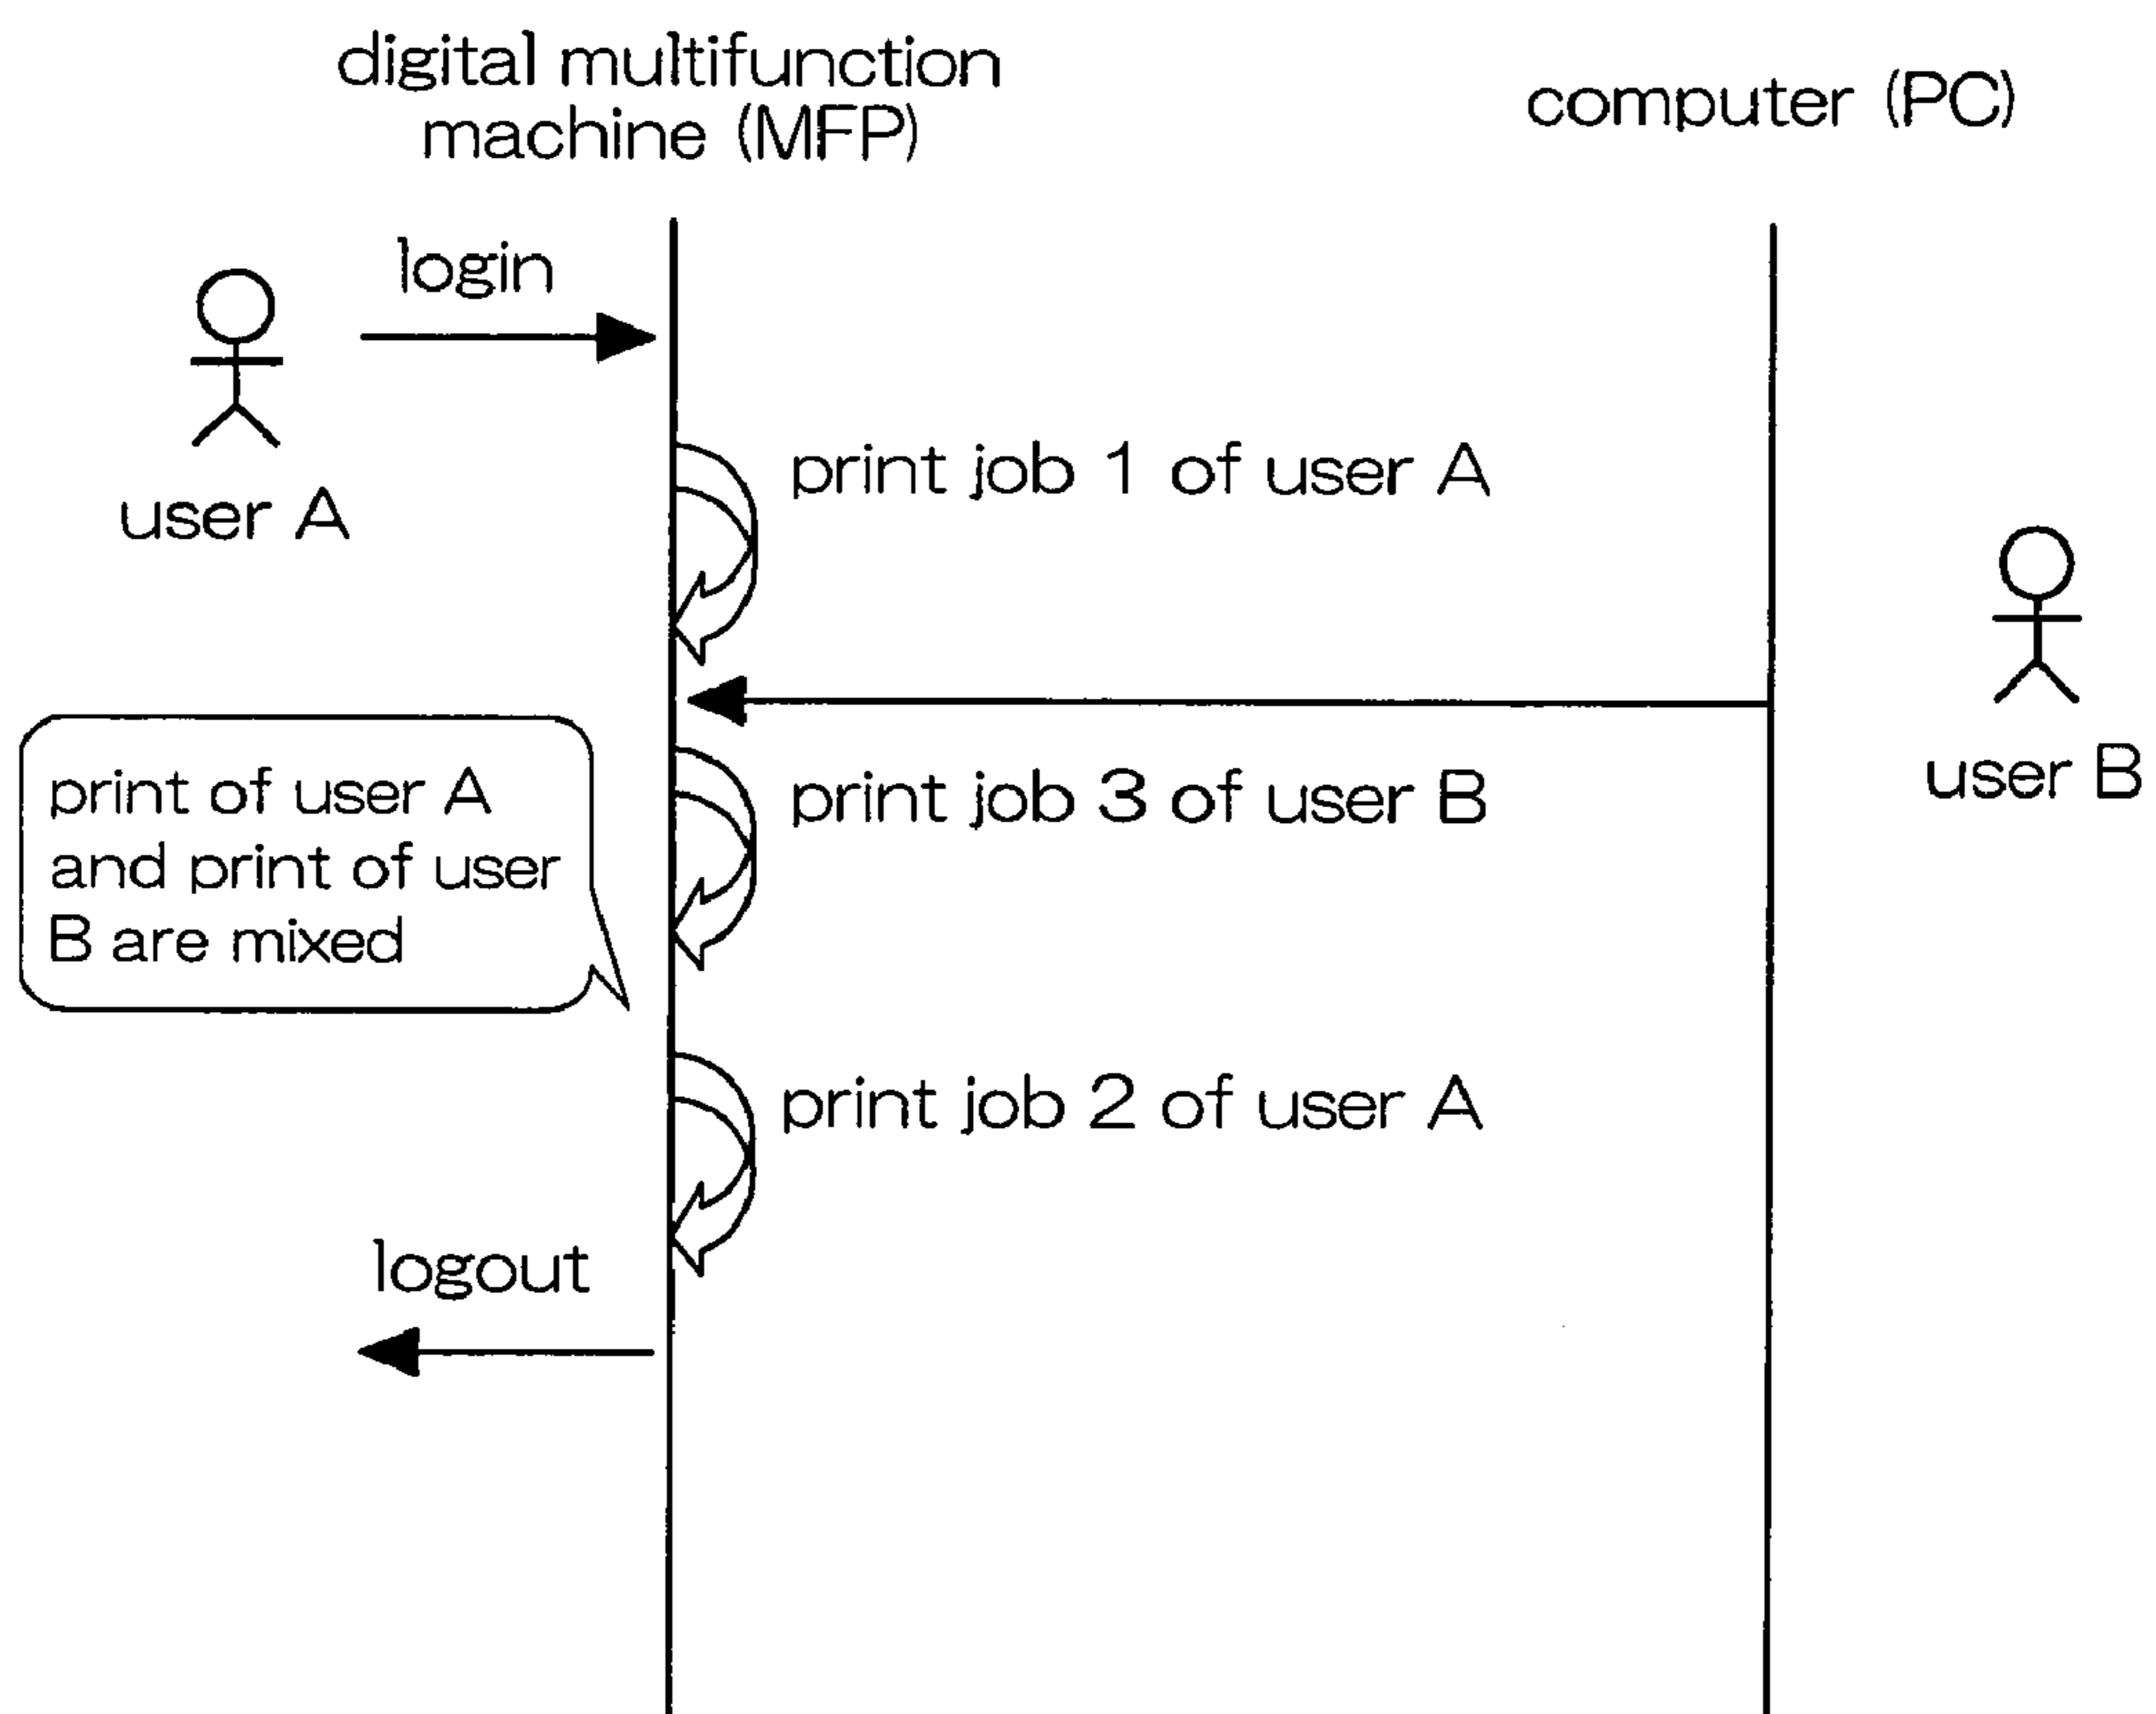 digital multifunction
machine (MFP)
computer (PC)
login
user A
print job 1 of user A
user B
print of user A
and print of user
B are mixed
print job 3 of user B
print job 2 of user A
logout